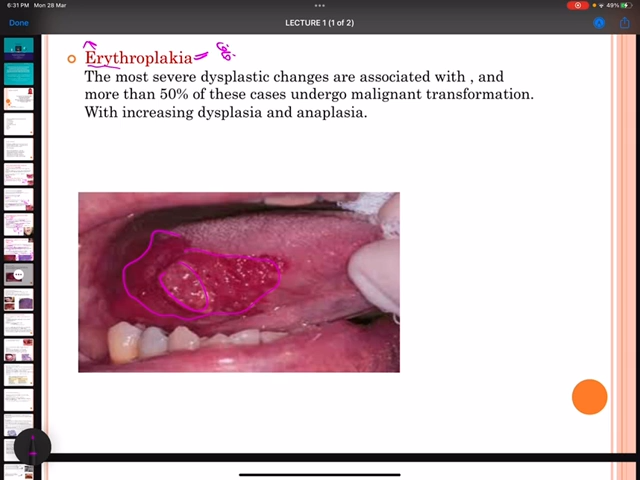 6:31 PM Mon 28 Mar
49%
Done
LECTURE 1 (1 of 2)
Erythroplakia
The most severe dysplastic changes are associated with , and
more than 50% of these cases undergo malignant transformation.
With increasing dysplasia and anaplasia.